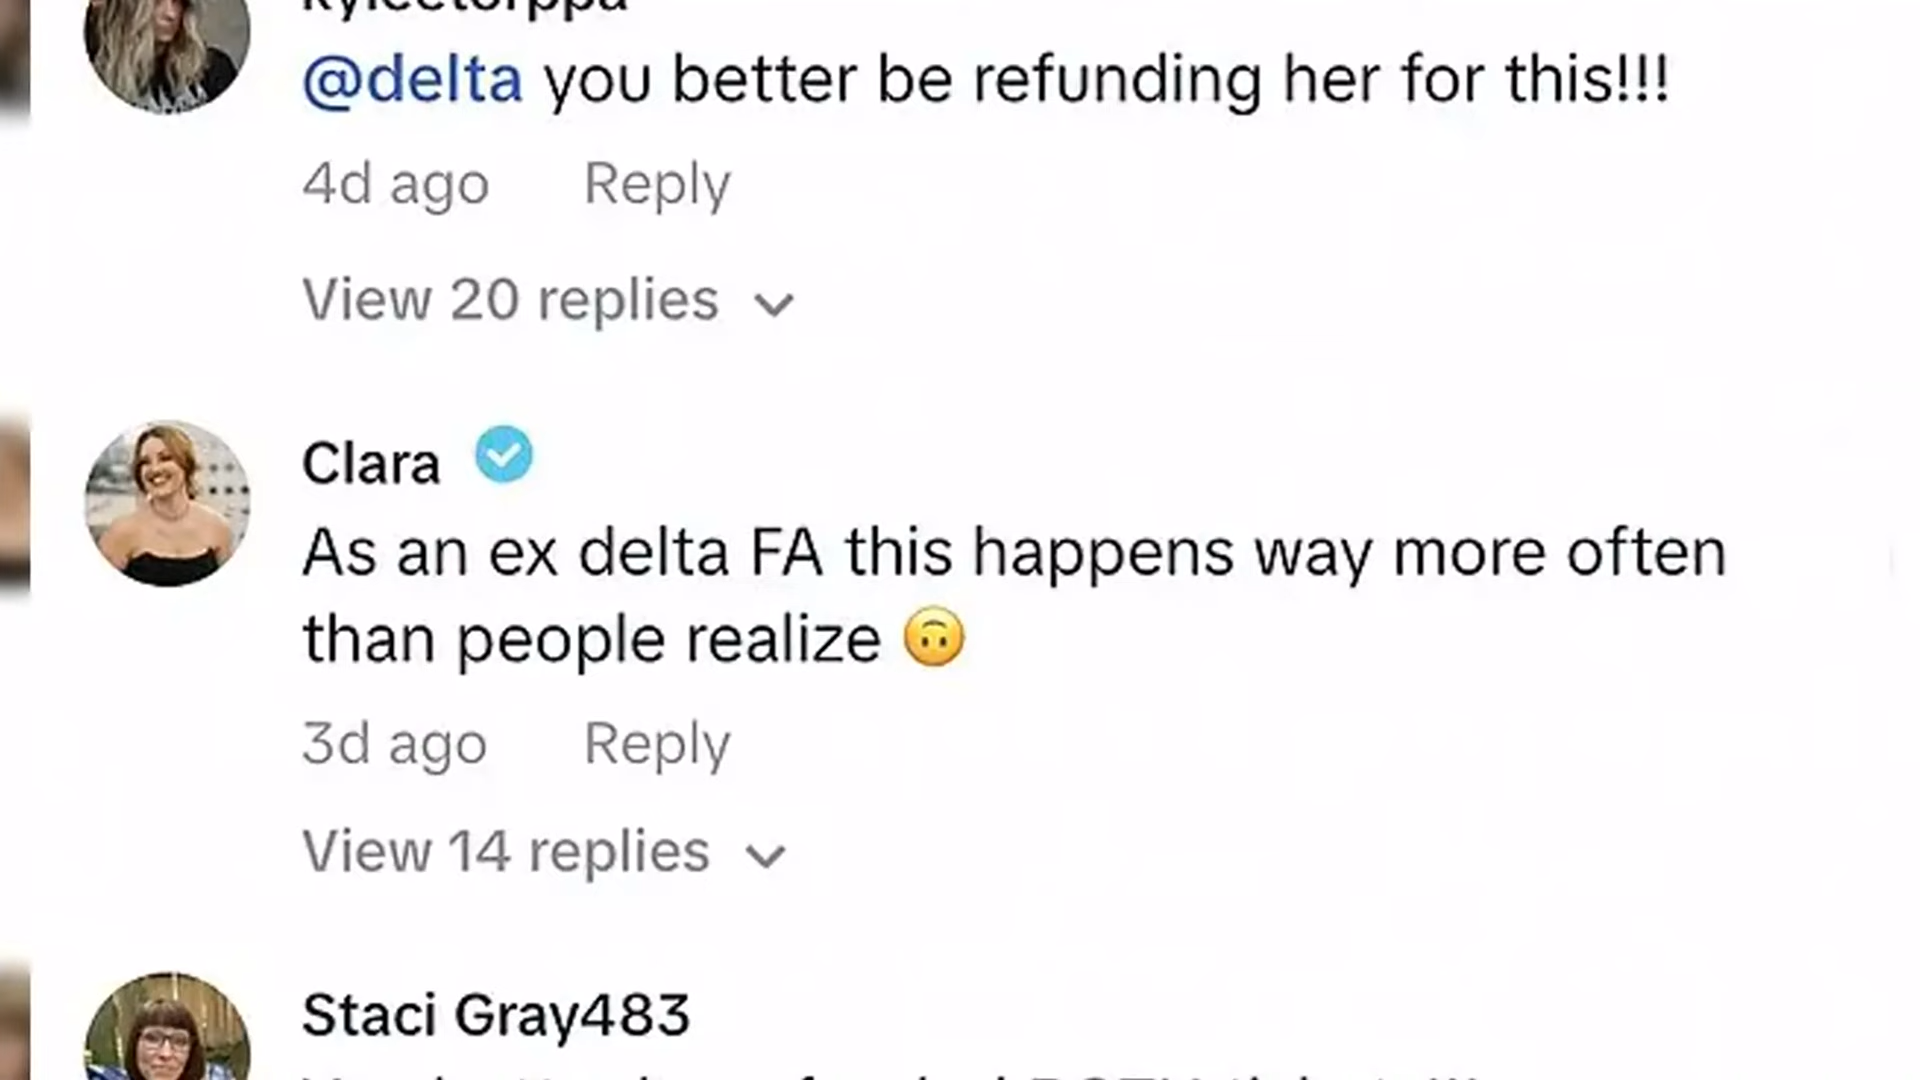 kyleetorppa
@delta you better be refunding her for this!!!
4d ago Reply
View 20 replies
Clara
As an ex delta FA this happens way more often
than people realize 🙃
3d ago Reply
View 14 replies
Staci Gray483